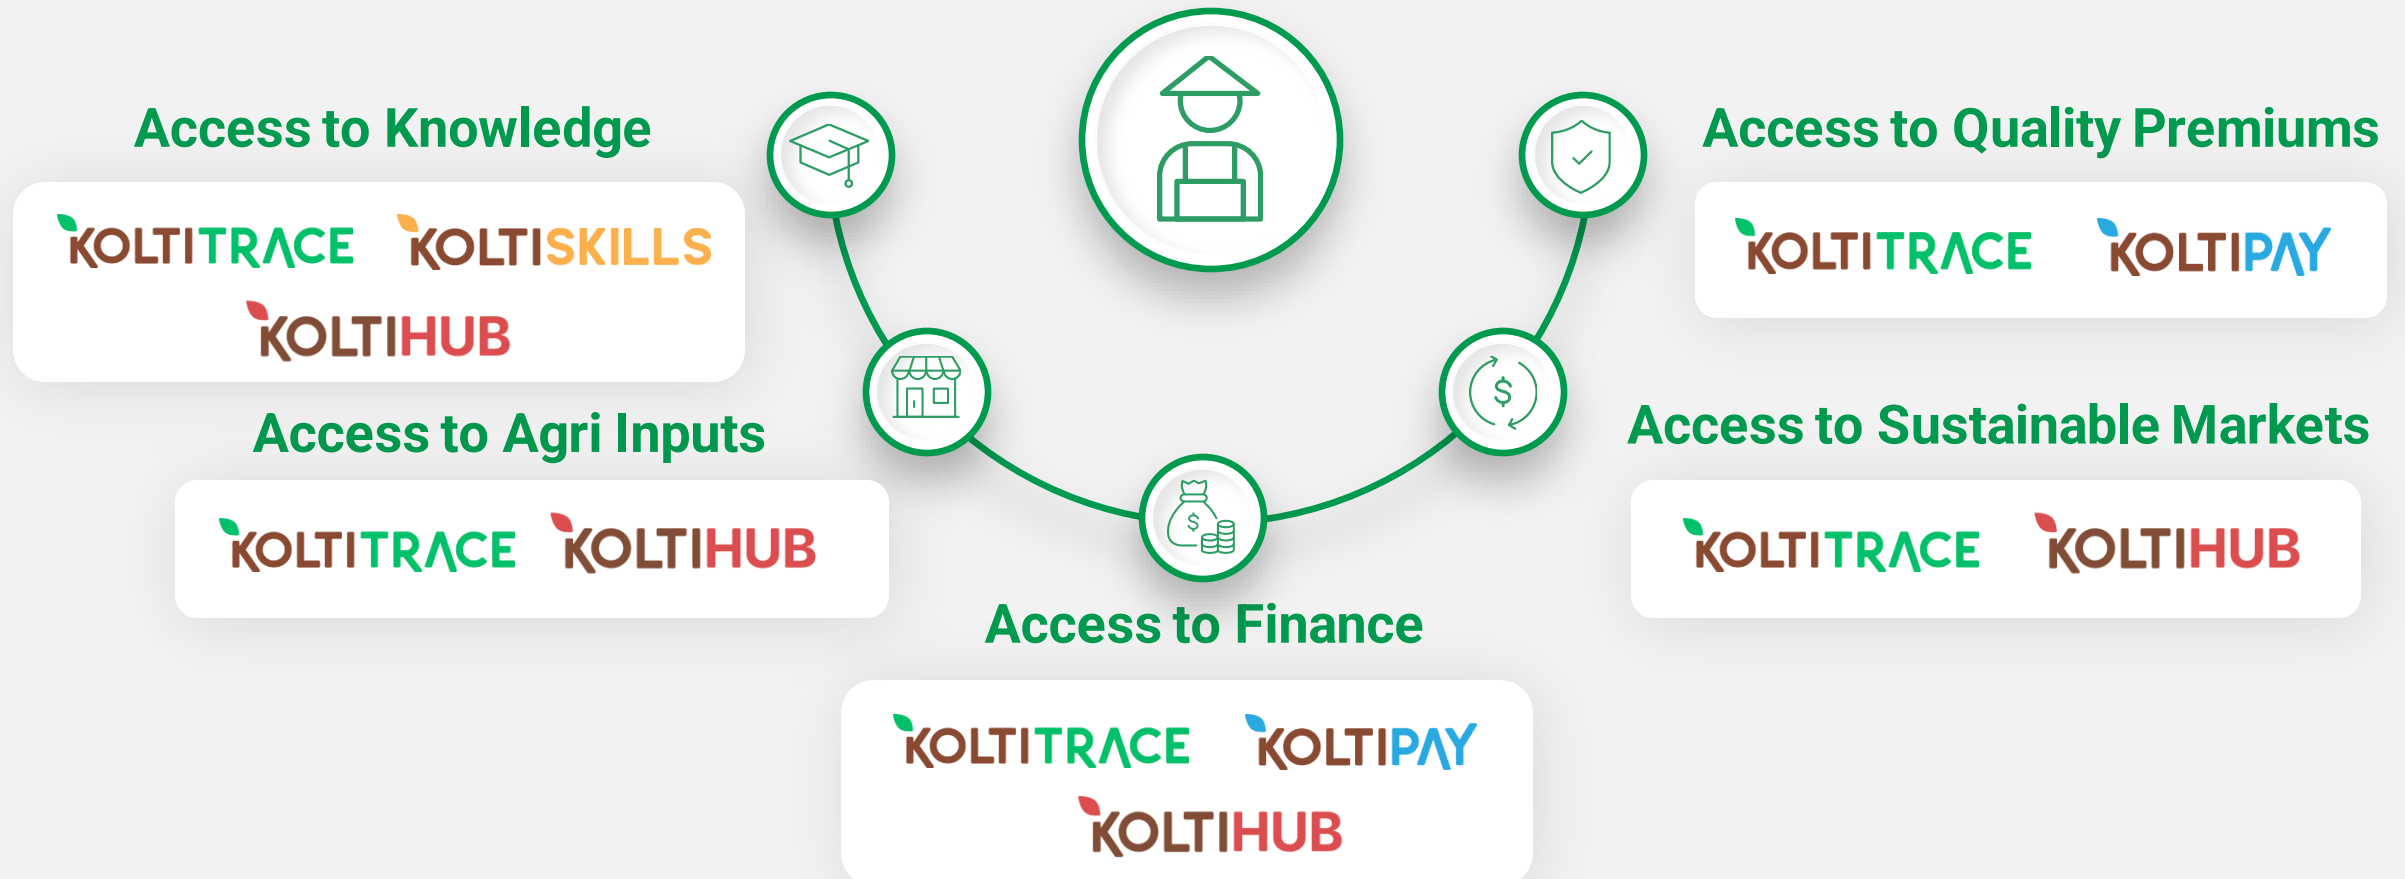 Access to Knowledge
KOLTITRACE KOLTISKILLS
KOLTIHUB
Access to Agri Inputs
KOLTITRACE KOLTIHUB
Access to Finance
KOLTITRACE KOLTIPAY
KOLTIHUB
Access to Quality Premiums
KOLTITRACE KOLTIPAY
Access to Sustainable Markets
KOLTITRACE KOLTIHUB